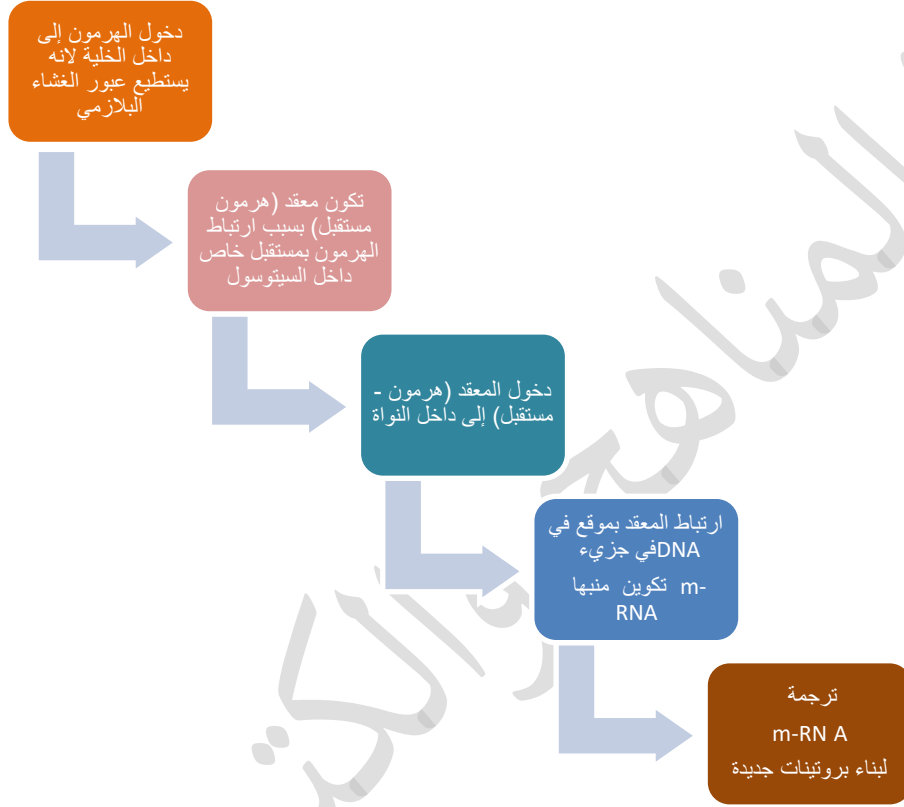 دخول الهرمون إلى
داخل الخلية لانه
يستطيع عبور الغشاء
البلازمي
تكون معقد (هرمون
مستقبل) بسبب ارتباط
الهرمون بمستقبل خاص
داخل السيتوسول
دخول المعقد (هرمون -
مستقبل) إلى داخل النواة
ارتباط المعقد بموقع في
DNAفي جزيء
m- تكوين منبها
RNA
ترجمة
m-RN A
لبناء بروتينات جديدة
المناهج